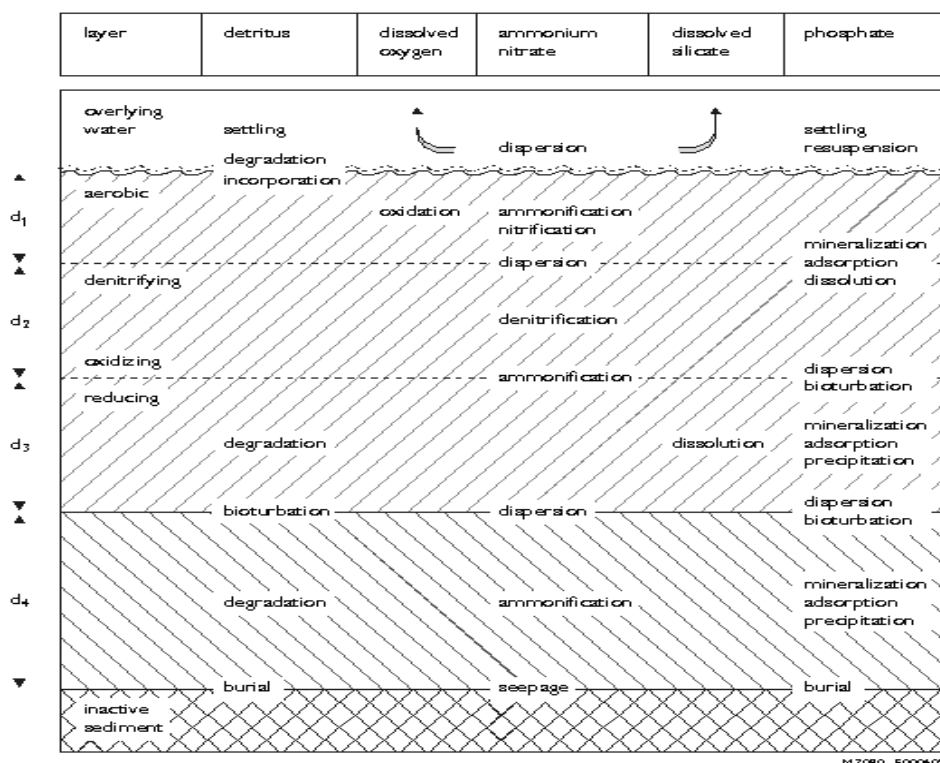 layer
detritus
dissolved
oxygen
ammonium
nitrate
dissolved
silicate
phosphate
overlying
water
settling
dispersion
settling
resuspension
degradation
incorporation
aerobic
d1
oxidation
ammonification
nitrification
mineralization
adsorption
dissolution
dispersion
denitrifying
d2
denitrification
oxidizing
ammonification
dispersion
bioturbation
reducing
d3
degradation
dissolution
mineralization
adsorption
precipitation
bioturbation
dispersion
dispersion
bioturbation
d4
degradation
ammonification
mineralization
adsorption
precipitation
burial
seepage
burial
inactive
sediment